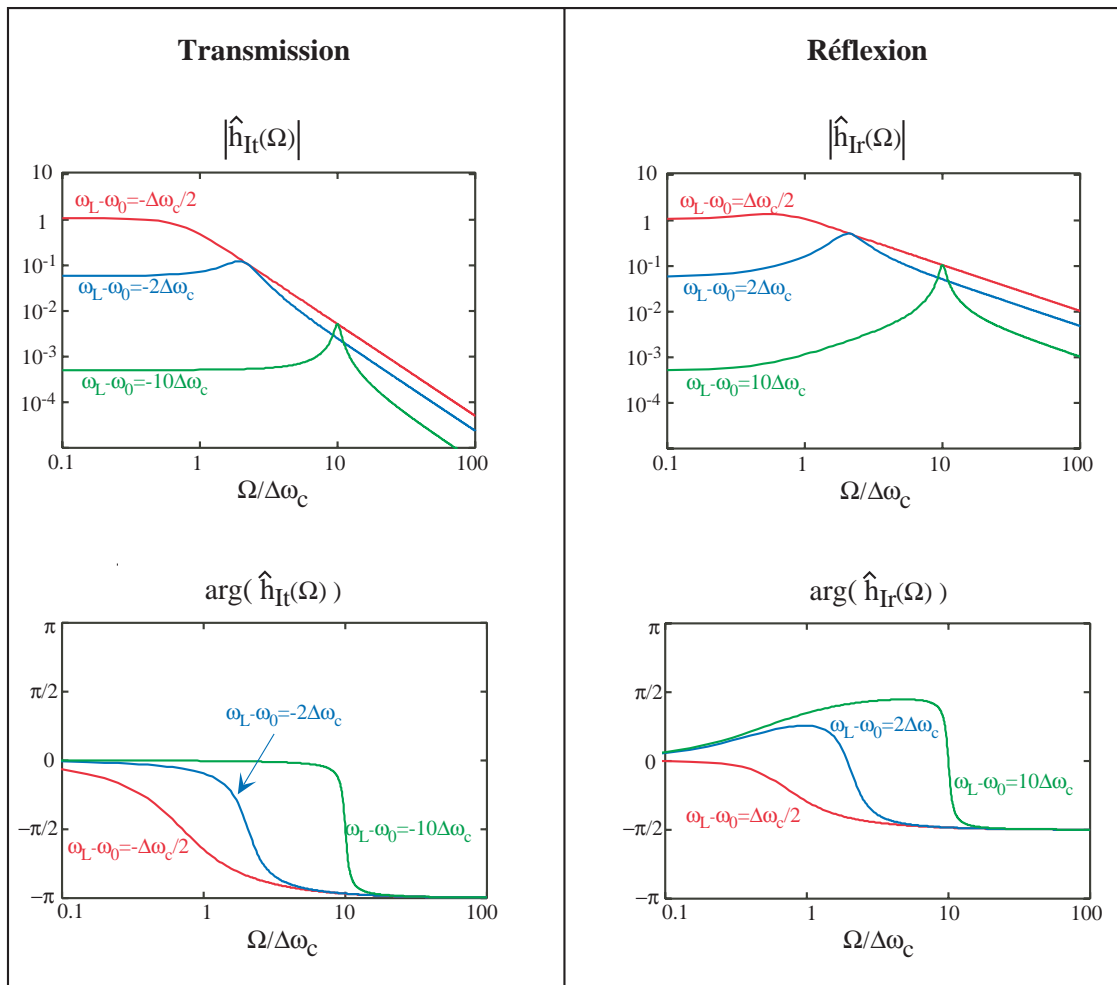 Transmission
|ĥIt(Ω)|
10
1
10-1
10-2
10-3
10-4
ωL-ω0=-Δωc/2
ωL-ω0=-2Δωc
ωL-ω0=-10Δωc
0.1 1 10 100
Ω/Δωc
arg( ĥIt(Ω) )
π
π/2
0
−π/2
−π
ωL-ω0=-2Δωc
ωL-ω0=-10Δωc
ωL-ω0=-Δωc/2
0.1 1 10 100
Ω/Δωc
Réflexion
|ĥIr(Ω)|
10
1
10-1
10-2
10-3
10-4
ωL-ω0=Δωc/2
ωL-ω0=2Δωc
ωL-ω0=10Δωc
0.1 1 10 100
Ω/Δωc
arg( ĥIr(Ω) )
π
π/2
0
−π/2
−π
ωL-ω0=2Δωc
ωL-ω0=10Δωc
ωL-ω0=Δωc/2
0.1 1 10 100
Ω/Δωc